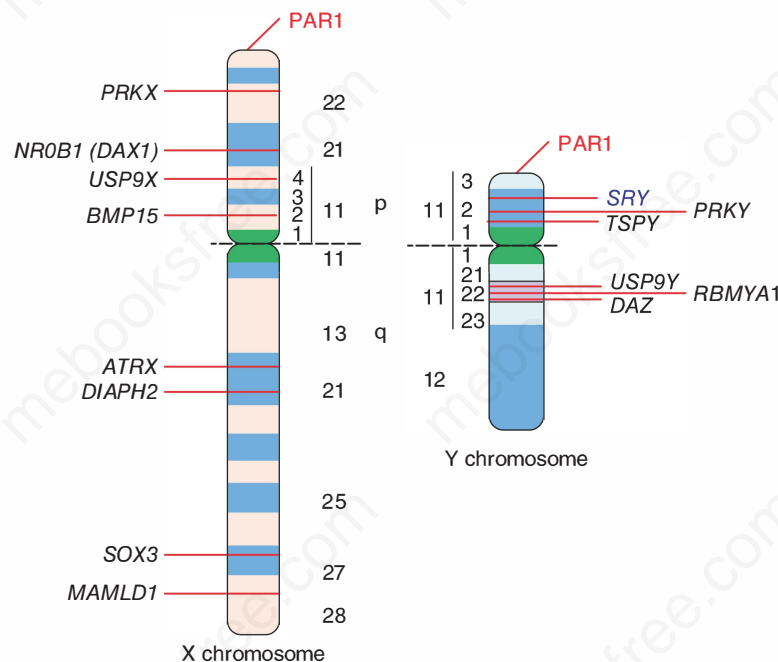 PAR1
PRKX
22
NR0B1 (DAX1)
21
USP9X
4
3
BMP15
2
11
p
1
11
13
q
ATRX
DIAPH2
21
25
SOX3
27
MAMLD1
28
X chromosome
PAR1
3
SRY
11
2
PRKY
TSPY
1
1
21
USP9Y
11
22
RBMYA1
DAZ
23
12
Y chromosome
mebooksfree.com